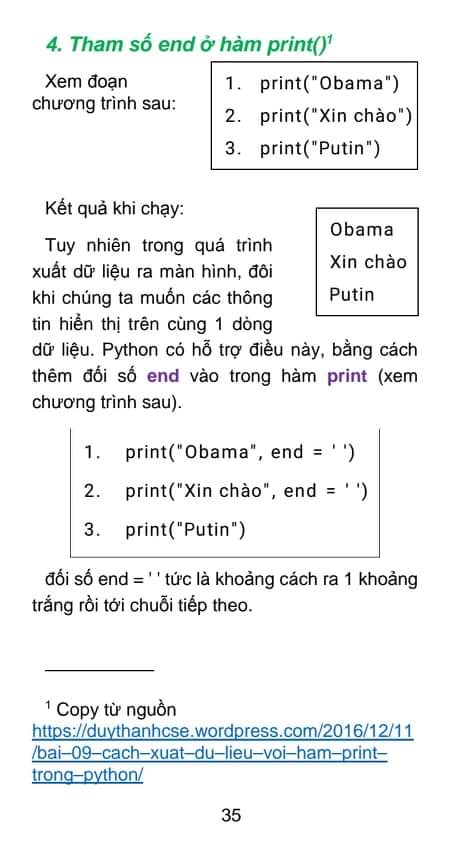 4. Tham số end ở hàm print()¹
Xem đoạn
chương trình sau:
1. print("Obama")
2. print("Xin chào")
3. print("Putin")
Kết quả khi chạy:
Obama
Xin chào
Putin
Tuy nhiên trong quá trình
xuất dữ liệu ra màn hình, đôi
khi chúng ta muốn các thông
tin hiển thị trên cùng 1 dòng
dữ liệu. Python có hỗ trợ điều này, bằng cách
thêm đối số end vào trong hàm print (xem
chương trình sau).
1. print("Obama", end = ' ')
2. print("Xin chào", end = ' ')
3. print("Putin")
đối số end = ' ' tức là khoảng cách ra 1 khoảng
trắng rồi tới chuỗi tiếp theo.
¹ Copy từ nguồn
https://duythanhcse.wordpress.com/2016/12/11
/bai–09–cach–xuat–du–lieu–voi–ham–print–
trong–python/
35